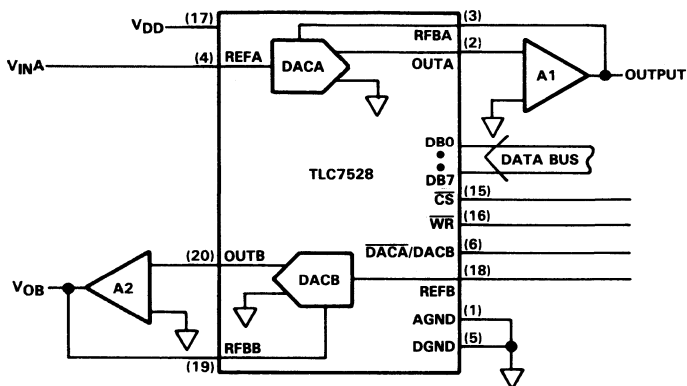 VDD (17) (3)
RFBA
(2)
VINA (4) REFA DACA OUTA A1 OUTPUT
DB0
DATA BUS
TLC7528
DB7
CS (15)
WR (16)
(20) OUTB DACA/DACB (6)
VOB A2 DACB (18)
REFB
AGND (1)
RFBB DGND (5)
(19)